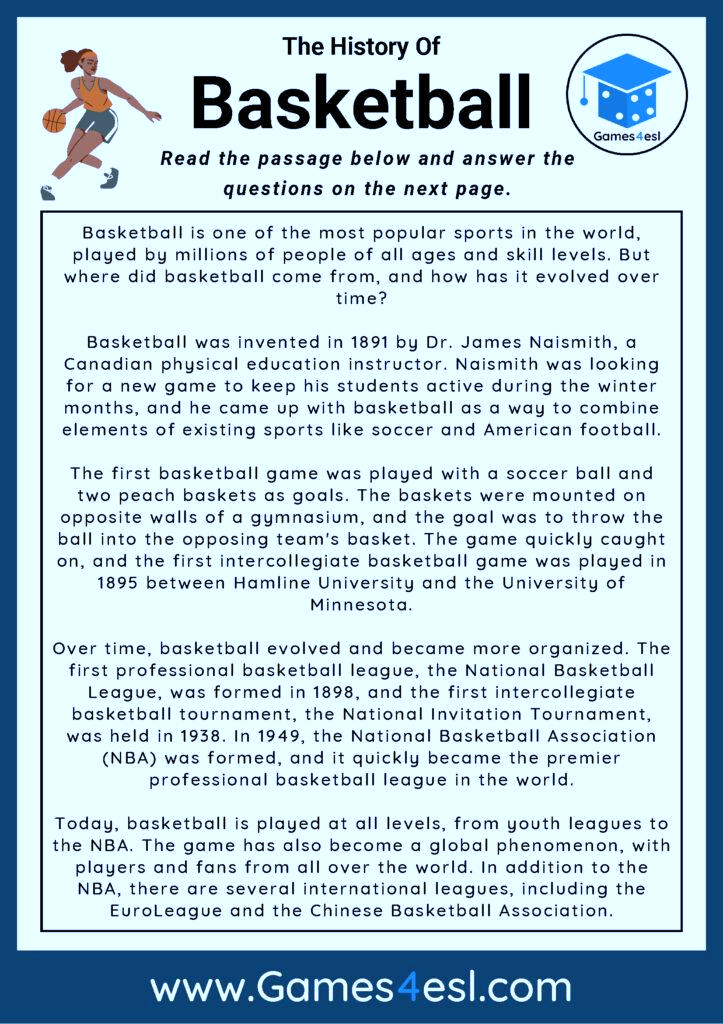 The History Of
Basketball
Games4esl
Read the passage below and answer the
questions on the next page.
Basketball is one of the most popular sports in the world,
played by millions of people of all ages and skill levels. But
where did basketball come from, and how has it evolved over
time?
Basketball was invented in 1891 by Dr. James Naismith, a
Canadian physical education instructor. Naismith was looking
for a new game to keep his students active during the winter
months, and he came up with basketball as a way to combine
elements of existing sports like soccer and American football.
The first basketball game was played with a soccer ball and
two peach baskets as goals. The baskets were mounted on
opposite walls of a gymnasium, and the goal was to throw the
ball into the opposing team's basket. The game quickly caught
on, and the first intercollegiate basketball game was played in
1895 between Hamline University and the University of
Minnesota.
Over time, basketball evolved and became more organized. The
first professional basketball league, the National Basketball
League, was formed in 1898, and the first intercollegiate
basketball tournament, the National Invitation Tournament,
was held in 1938. In 1949, the National Basketball Association
(NBA) was formed, and it quickly became the premier
professional basketball league in the world.
Today, basketball is played at all levels, from youth leagues to
the NBA. The game has also become a global phenomenon, with
players and fans from all over the world. In addition to the
NBA, there are several international leagues, including the
EuroLeague and the Chinese Basketball Association.
www.Games4esl.com